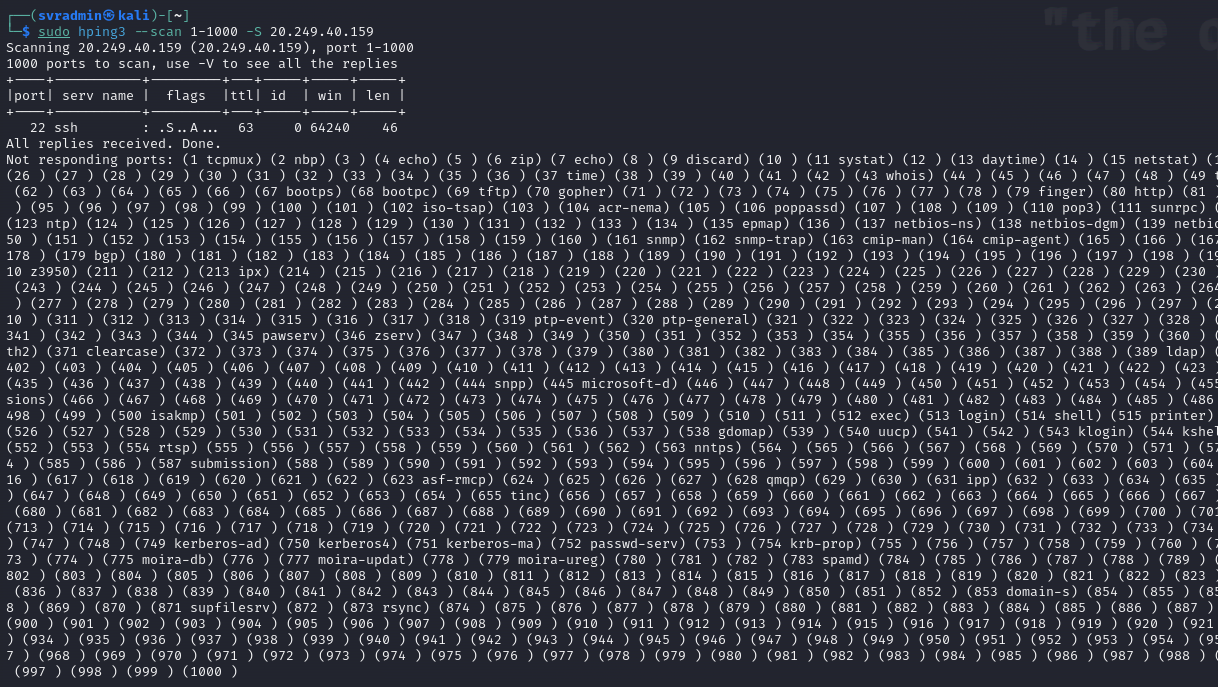 "the
┌──(svradmin㉿kali)-[~]
└─$ sudo hping3 --scan 1-1000 -S 20.249.40.159
Scanning 20.249.40.159 (20.249.40.159), port 1-1000
1000 ports to scan, use -V to see all the replies
+----+-----------+---------+---+-----+-----+-----+
|port| serv name |  flags  |ttl| id  | win | len |
+----+-----------+---------+---+-----+-----+-----+
   22 ssh        : .S..A...  63     0 64240    46
All replies received. Done.
Not responding ports: (1 tcpmux) (2 nbp) (3 ) (4 echo) (5 ) (6 zip) (7 echo) (8 ) (9 discard) (10 ) (11 systat) (12 ) (13 daytime) (14 ) (15 netstat)
(26 ) (27 ) (28 ) (29 ) (30 ) (31 ) (32 ) (33 ) (34 ) (35 ) (36 ) (37 time) (38 ) (39 ) (40 ) (41 ) (42 ) (43 whois) (44 ) (45 ) (46 ) (47 ) (48 ) (49
(62 ) (63 ) (64 ) (65 ) (66 ) (67 bootps) (68 bootpc) (69 tftp) (70 gopher) (71 ) (72 ) (73 ) (74 ) (75 ) (76 ) (77 ) (78 ) (79 finger) (80 http) (81
) (95 ) (96 ) (97 ) (98 ) (99 ) (100 ) (101 ) (102 iso-tsap) (103 ) (104 acr-nema) (105 ) (106 poppassd) (107 ) (108 ) (109 ) (110 pop3) (111 sunrpc) (
(123 ntp) (124 ) (125 ) (126 ) (127 ) (128 ) (129 ) (130 ) (131 ) (132 ) (133 ) (134 ) (135 epmap) (136 ) (137 netbios-ns) (138 netbios-dgm) (139 netbio
50 ) (151 ) (152 ) (153 ) (154 ) (155 ) (156 ) (157 ) (158 ) (159 ) (160 ) (161 snmp) (162 snmp-trap) (163 cmip-man) (164 cmip-agent) (165 ) (166 ) (167
178 ) (179 bgp) (180 ) (181 ) (182 ) (183 ) (184 ) (185 ) (186 ) (187 ) (188 ) (189 ) (190 ) (191 ) (192 ) (193 ) (194 ) (195 ) (196 ) (197 ) (198 ) (19
10 z3950) (211 ) (212 ) (213 ipx) (214 ) (215 ) (216 ) (217 ) (218 ) (219 ) (220 ) (221 ) (222 ) (223 ) (224 ) (225 ) (226 ) (227 ) (228 ) (229 ) (230
(243 ) (244 ) (245 ) (246 ) (247 ) (248 ) (249 ) (250 ) (251 ) (252 ) (253 ) (254 ) (255 ) (256 ) (257 ) (258 ) (259 ) (260 ) (261 ) (262 ) (263 ) (264
) (277 ) (278 ) (279 ) (280 ) (281 ) (282 ) (283 ) (284 ) (285 ) (286 ) (287 ) (288 ) (289 ) (290 ) (291 ) (292 ) (293 ) (294 ) (295 ) (296 ) (297 ) (2
10 ) (311 ) (312 ) (313 ) (314 ) (315 ) (316 ) (317 ) (318 ) (319 ptp-event) (320 ptp-general) (321 ) (322 ) (323 ) (324 ) (325 ) (326 ) (327 ) (328 ) (
341 ) (342 ) (343 ) (344 ) (345 pawserv) (346 zserv) (347 ) (348 ) (349 ) (350 ) (351 ) (352 ) (353 ) (354 ) (355 ) (356 ) (357 ) (358 ) (359 ) (360 ) (
th2) (371 clearcase) (372 ) (373 ) (374 ) (375 ) (376 ) (377 ) (378 ) (379 ) (380 ) (381 ) (382 ) (383 ) (384 ) (385 ) (386 ) (387 ) (388 ) (389 ldap) (
402 ) (403 ) (404 ) (405 ) (406 ) (407 ) (408 ) (409 ) (410 ) (411 ) (412 ) (413 ) (414 ) (415 ) (416 ) (417 ) (418 ) (419 ) (420 ) (421 ) (422 ) (423
(435 ) (436 ) (437 ) (438 ) (439 ) (440 ) (441 ) (442 ) (444 snpp) (445 microsoft-d) (446 ) (447 ) (448 ) (449 ) (450 ) (451 ) (452 ) (453 ) (454 ) (455
sions) (466 ) (467 ) (468 ) (469 ) (470 ) (471 ) (472 ) (473 ) (474 ) (475 ) (476 ) (477 ) (478 ) (479 ) (480 ) (481 ) (482 ) (483 ) (484 ) (485 ) (486
498 ) (499 ) (500 isakmp) (501 ) (502 ) (503 ) (504 ) (505 ) (506 ) (507 ) (508 ) (509 ) (510 ) (511 ) (512 exec) (513 login) (514 shell) (515 printer)
(526 ) (527 ) (528 ) (529 ) (530 ) (531 ) (532 ) (533 ) (534 ) (535 ) (536 ) (537 ) (538 gdomap) (539 ) (540 uucp) (541 ) (542 ) (543 klogin) (544 kshel
(552 ) (553 ) (554 rtsp) (555 ) (556 ) (557 ) (558 ) (559 ) (560 ) (561 ) (562 ) (563 nntps) (564 ) (565 ) (566 ) (567 ) (568 ) (569 ) (570 ) (571 ) (57
4 ) (585 ) (586 ) (587 submission) (588 ) (589 ) (590 ) (591 ) (592 ) (593 ) (594 ) (595 ) (596 ) (597 ) (598 ) (599 ) (600 ) (601 ) (602 ) (603 ) (604
16 ) (617 ) (618 ) (619 ) (620 ) (621 ) (622 ) (623 asf-rmcp) (624 ) (625 ) (626 ) (627 ) (628 qmqp) (629 ) (630 ) (631 ipp) (632 ) (633 ) (634 ) (635
) (647 ) (648 ) (649 ) (650 ) (651 ) (652 ) (653 ) (654 ) (655 tinc) (656 ) (657 ) (658 ) (659 ) (660 ) (661 ) (662 ) (663 ) (664 ) (665 ) (666 ) (667
(680 ) (681 ) (682 ) (683 ) (684 ) (685 ) (686 ) (687 ) (688 ) (689 ) (690 ) (691 ) (692 ) (693 ) (694 ) (695 ) (696 ) (697 ) (698 ) (699 ) (700 ) (701
(713 ) (714 ) (715 ) (716 ) (717 ) (718 ) (719 ) (720 ) (721 ) (722 ) (723 ) (724 ) (725 ) (726 ) (727 ) (728 ) (729 ) (730 ) (731 ) (732 ) (733 ) (734
) (747 ) (748 ) (749 kerberos-ad) (750 kerberos4) (751 kerberos-ma) (752 passwd-serv) (753 ) (754 krb-prop) (755 ) (756 ) (757 ) (758 ) (759 ) (760 ) (7
73 ) (774 ) (775 moira-db) (776 ) (777 moira-updat) (778 ) (779 moira-ureg) (780 ) (781 ) (782 ) (783 spamd) (784 ) (785 ) (786 ) (787 ) (788 ) (789 ) (
802 ) (803 ) (804 ) (805 ) (806 ) (807 ) (808 ) (809 ) (810 ) (811 ) (812 ) (813 ) (814 ) (815 ) (816 ) (817 ) (818 ) (819 ) (820 ) (821 ) (822 ) (823
(836 ) (837 ) (838 ) (839 ) (840 ) (841 ) (842 ) (843 ) (844 ) (845 ) (846 ) (847 ) (848 ) (849 ) (850 ) (851 ) (852 ) (853 domain-s) (854 ) (855 ) (85
8 ) (869 ) (870 ) (871 supfilesrv) (872 ) (873 rsync) (874 ) (875 ) (876 ) (877 ) (878 ) (879 ) (880 ) (881 ) (882 ) (883 ) (884 ) (885 ) (886 ) (887 )
(900 ) (901 ) (902 ) (903 ) (904 ) (905 ) (906 ) (907 ) (908 ) (909 ) (910 ) (911 ) (912 ) (913 ) (914 ) (915 ) (916 ) (917 ) (918 ) (919 ) (920 ) (921
) (934 ) (935 ) (936 ) (937 ) (938 ) (939 ) (940 ) (941 ) (942 ) (943 ) (944 ) (945 ) (946 ) (947 ) (948 ) (949 ) (950 ) (951 ) (952 ) (953 ) (954 ) (95
7 ) (968 ) (969 ) (970 ) (971 ) (972 ) (973 ) (974 ) (975 ) (976 ) (977 ) (978 ) (979 ) (980 ) (981 ) (982 ) (983 ) (984 ) (985 ) (986 ) (987 ) (988 ) (
(997 ) (998 ) (999 ) (1000 )